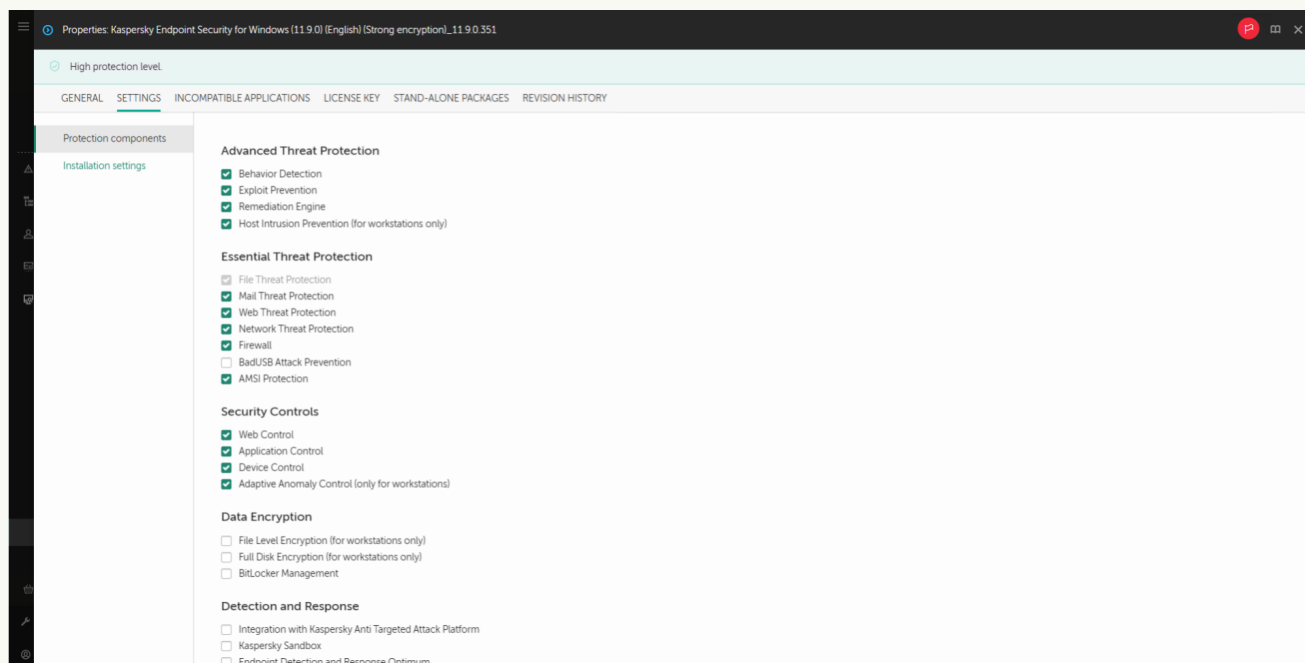 Properties: Kaspersky Endpoint Security for Windows (11.9.0) (English) (Strong encryption)_11.9.0.351
High protection level.
GENERAL SETTINGS INCOMPATIBLE APPLICATIONS LICENSE KEY STAND-ALONE PACKAGES REVISION HISTORY
Protection components
Installation settings
Advanced Threat Protection
Behavior Detection
Exploit Prevention
Remediation Engine
Host Intrusion Prevention (for workstations only)
Essential Threat Protection
File Threat Protection
Mail Threat Protection
Web Threat Protection
Network Threat Protection
Firewall
BadUSB Attack Prevention
AMSI Protection
Security Controls
Web Control
Application Control
Device Control
Adaptive Anomaly Control (only for workstations)
Data Encryption
File Level Encryption (for workstations only)
Full Disk Encryption (for workstations only)
BitLocker Management
Detection and Response
Integration with Kaspersky Anti Targeted Attack Platform
Kaspersky Sandbox
Endpoint Detection and Response Optimum